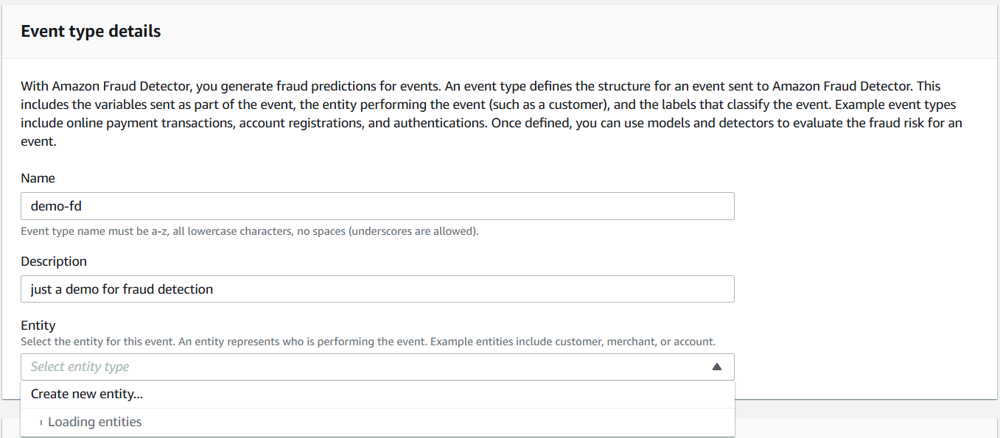 Event type details
With Amazon Fraud Detector, you generate fraud predictions for events. An event type defines the structure for an event sent to Amazon Fraud Detector. This
includes the variables sent as part of the event, the entity performing the event (such as a customer), and the labels that classify the event. Example event types
include online payment transactions, account registrations, and authentications. Once defined, you can use models and detectors to evaluate the fraud risk for an
event.
Name
demo-fd
Event type name must be a-z, all lowercase characters, no spaces (underscores are allowed).
Description
just a demo for fraud detection
Entity
Select the entity for this event. An entity represents who is performing the event. Example entities include customer, merchant, or account.
Select entity type
Create new entity...
Loading entities